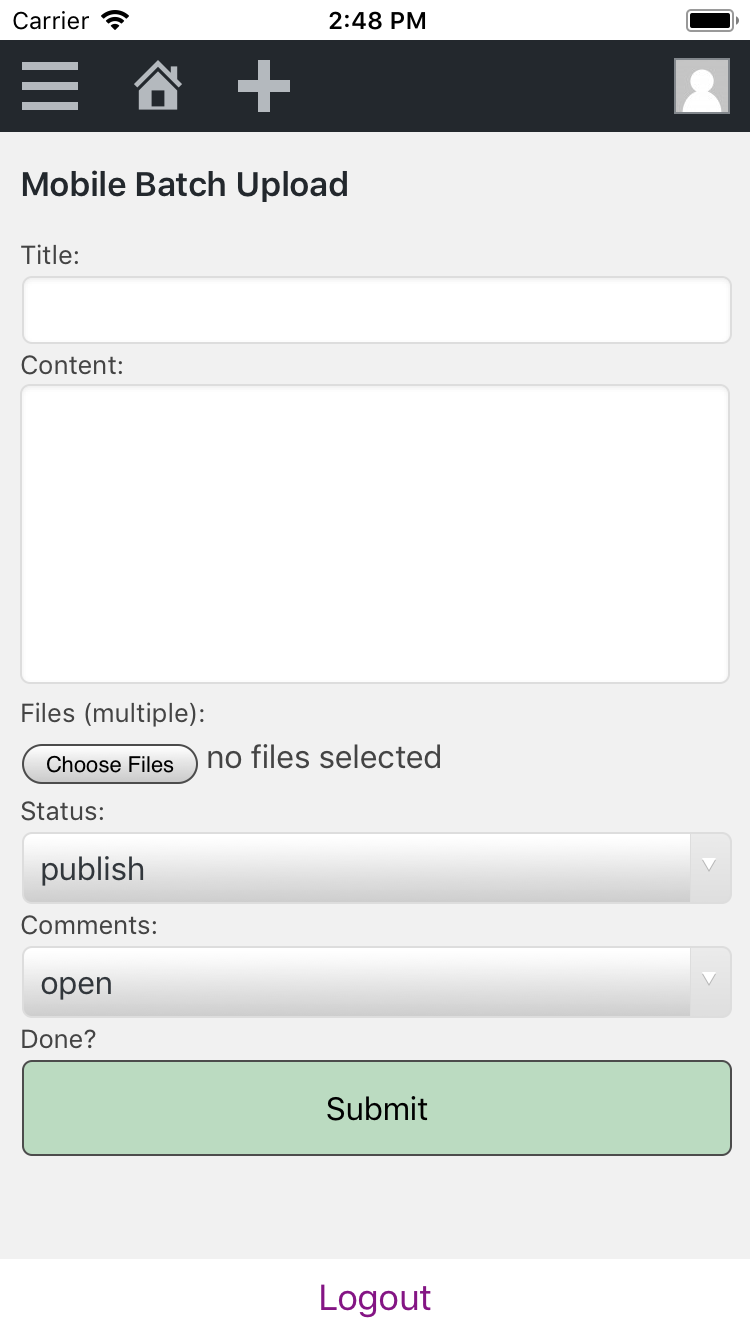 Carrier 2:48 PM
Mobile Batch Upload
Title:
Content:
Files (multiple):
Choose Files no files selected
Status:
publish
Comments:
open
Done?
Submit
Logout